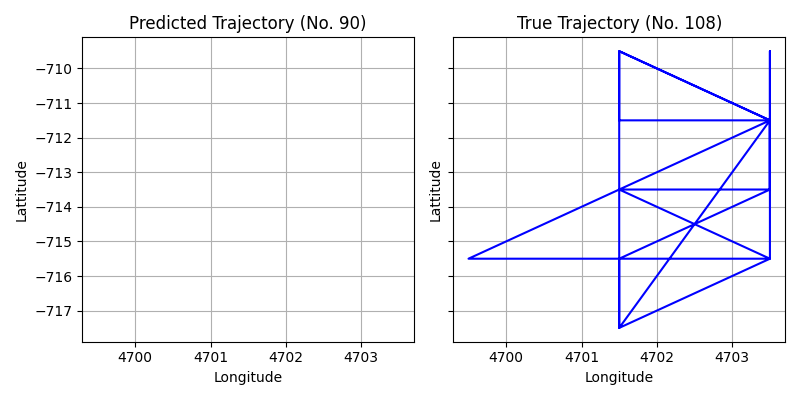 Predicted Trajectory (No. 90)
Lattitude
−710
−711
−712
−713
−714
−715
−716
−717
4700 4701 4702 4703
Longitude
True Trajectory (No. 108)
Lattitude
4700 4701 4702 4703
Longitude